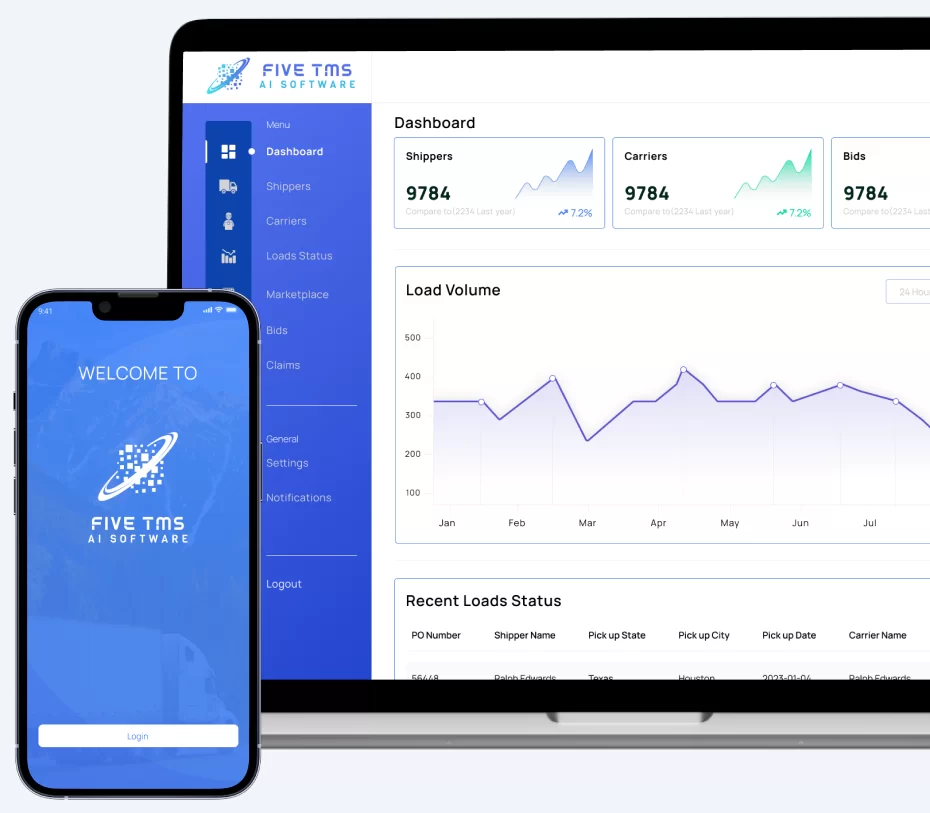 FIVE TMS
AI SOFTWARE
Menu
Dashboard
Shippers
Carriers
Loads Status
Marketplace
Bids
Claims
General
Settings
Notifications
Logout
Dashboard
Shippers
9784
Compare to(2234 Last year)
7.2%
Carriers
9784
Compare to(2234 Last year)
7.2%
Bids
9784
Compare to(2234 Last
Load Volume
24 Hou
500
400
300
200
100
Jan Feb Mar Apr May Jun Jul
Recent Loads Status
PO Number Shipper Name Pick up State Pick up City Pick up Date Carrier Name
56448 Ralph Edwards Texas Houston 2023-01-04 Ralph Edwards
9:41
WELCOME TO
FIVE TMS
AI SOFTWARE
Login